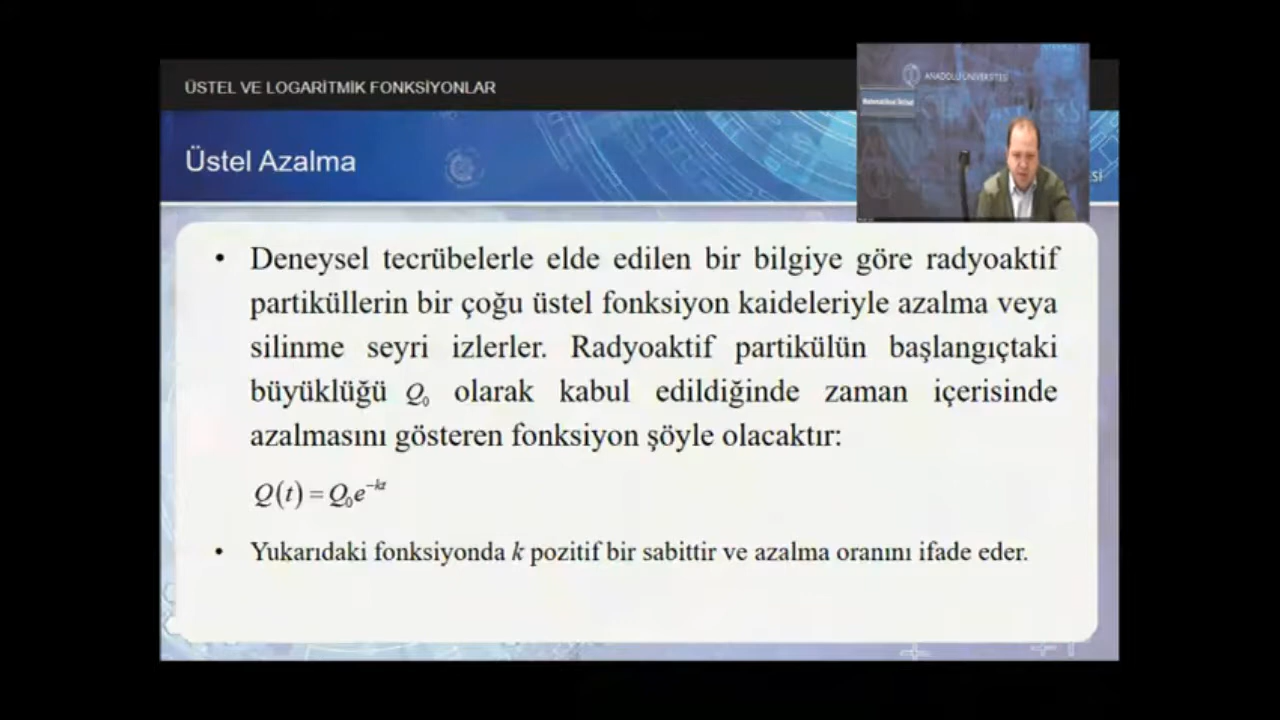 ÜSTEL VE LOGARİTMİK FONKSİYONLAR
ANADOLU ÜNİVERSİTESİ
Matematiksel İktisat
Üstel Azalma
• Deneysel tecrübelerle elde edilen bir bilgiye göre radyoaktif
partiküllerin bir çoğu üstel fonksiyon kaideleriyle azalma veya
silinme seyri izlerler. Radyoaktif partikülün başlangıçtaki
büyüklüğü Q₀ olarak kabul edildiğinde zaman içerisinde
azalmasını gösteren fonksiyon şöyle olacaktır:
Q(t) = Q₀e^{-kt}
• Yukarıdaki fonksiyonda k pozitif bir sabittir ve azalma oranını ifade eder.